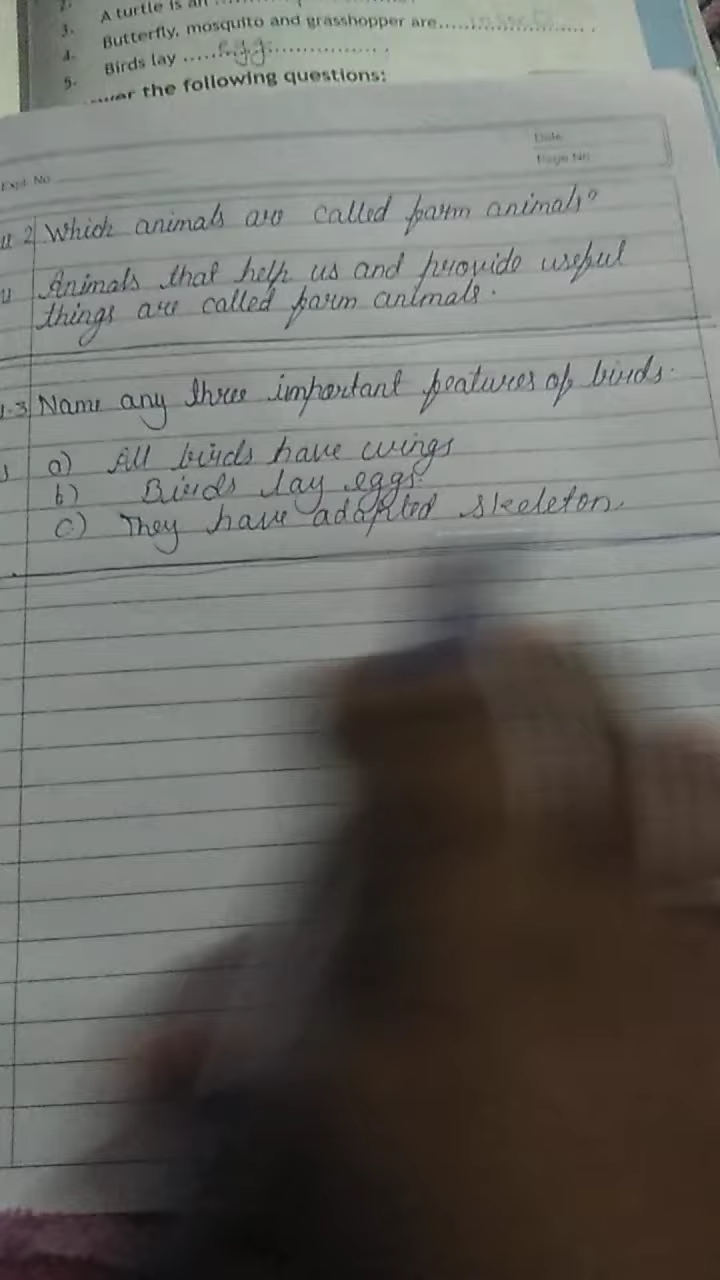 A turtle is an
3. Butterfly, mosquito and grasshopper are
4. Birds lay eggs
5.
the following questions:
Date
Page No
Expt. No
2 Which animals are called farm animals?
Animals that help us and provide useful
things are called farm animals.
3 Name any three important features of birds.
a) All birds have wings
b) Birds lay eggs.
c) They have adapted skeleton.